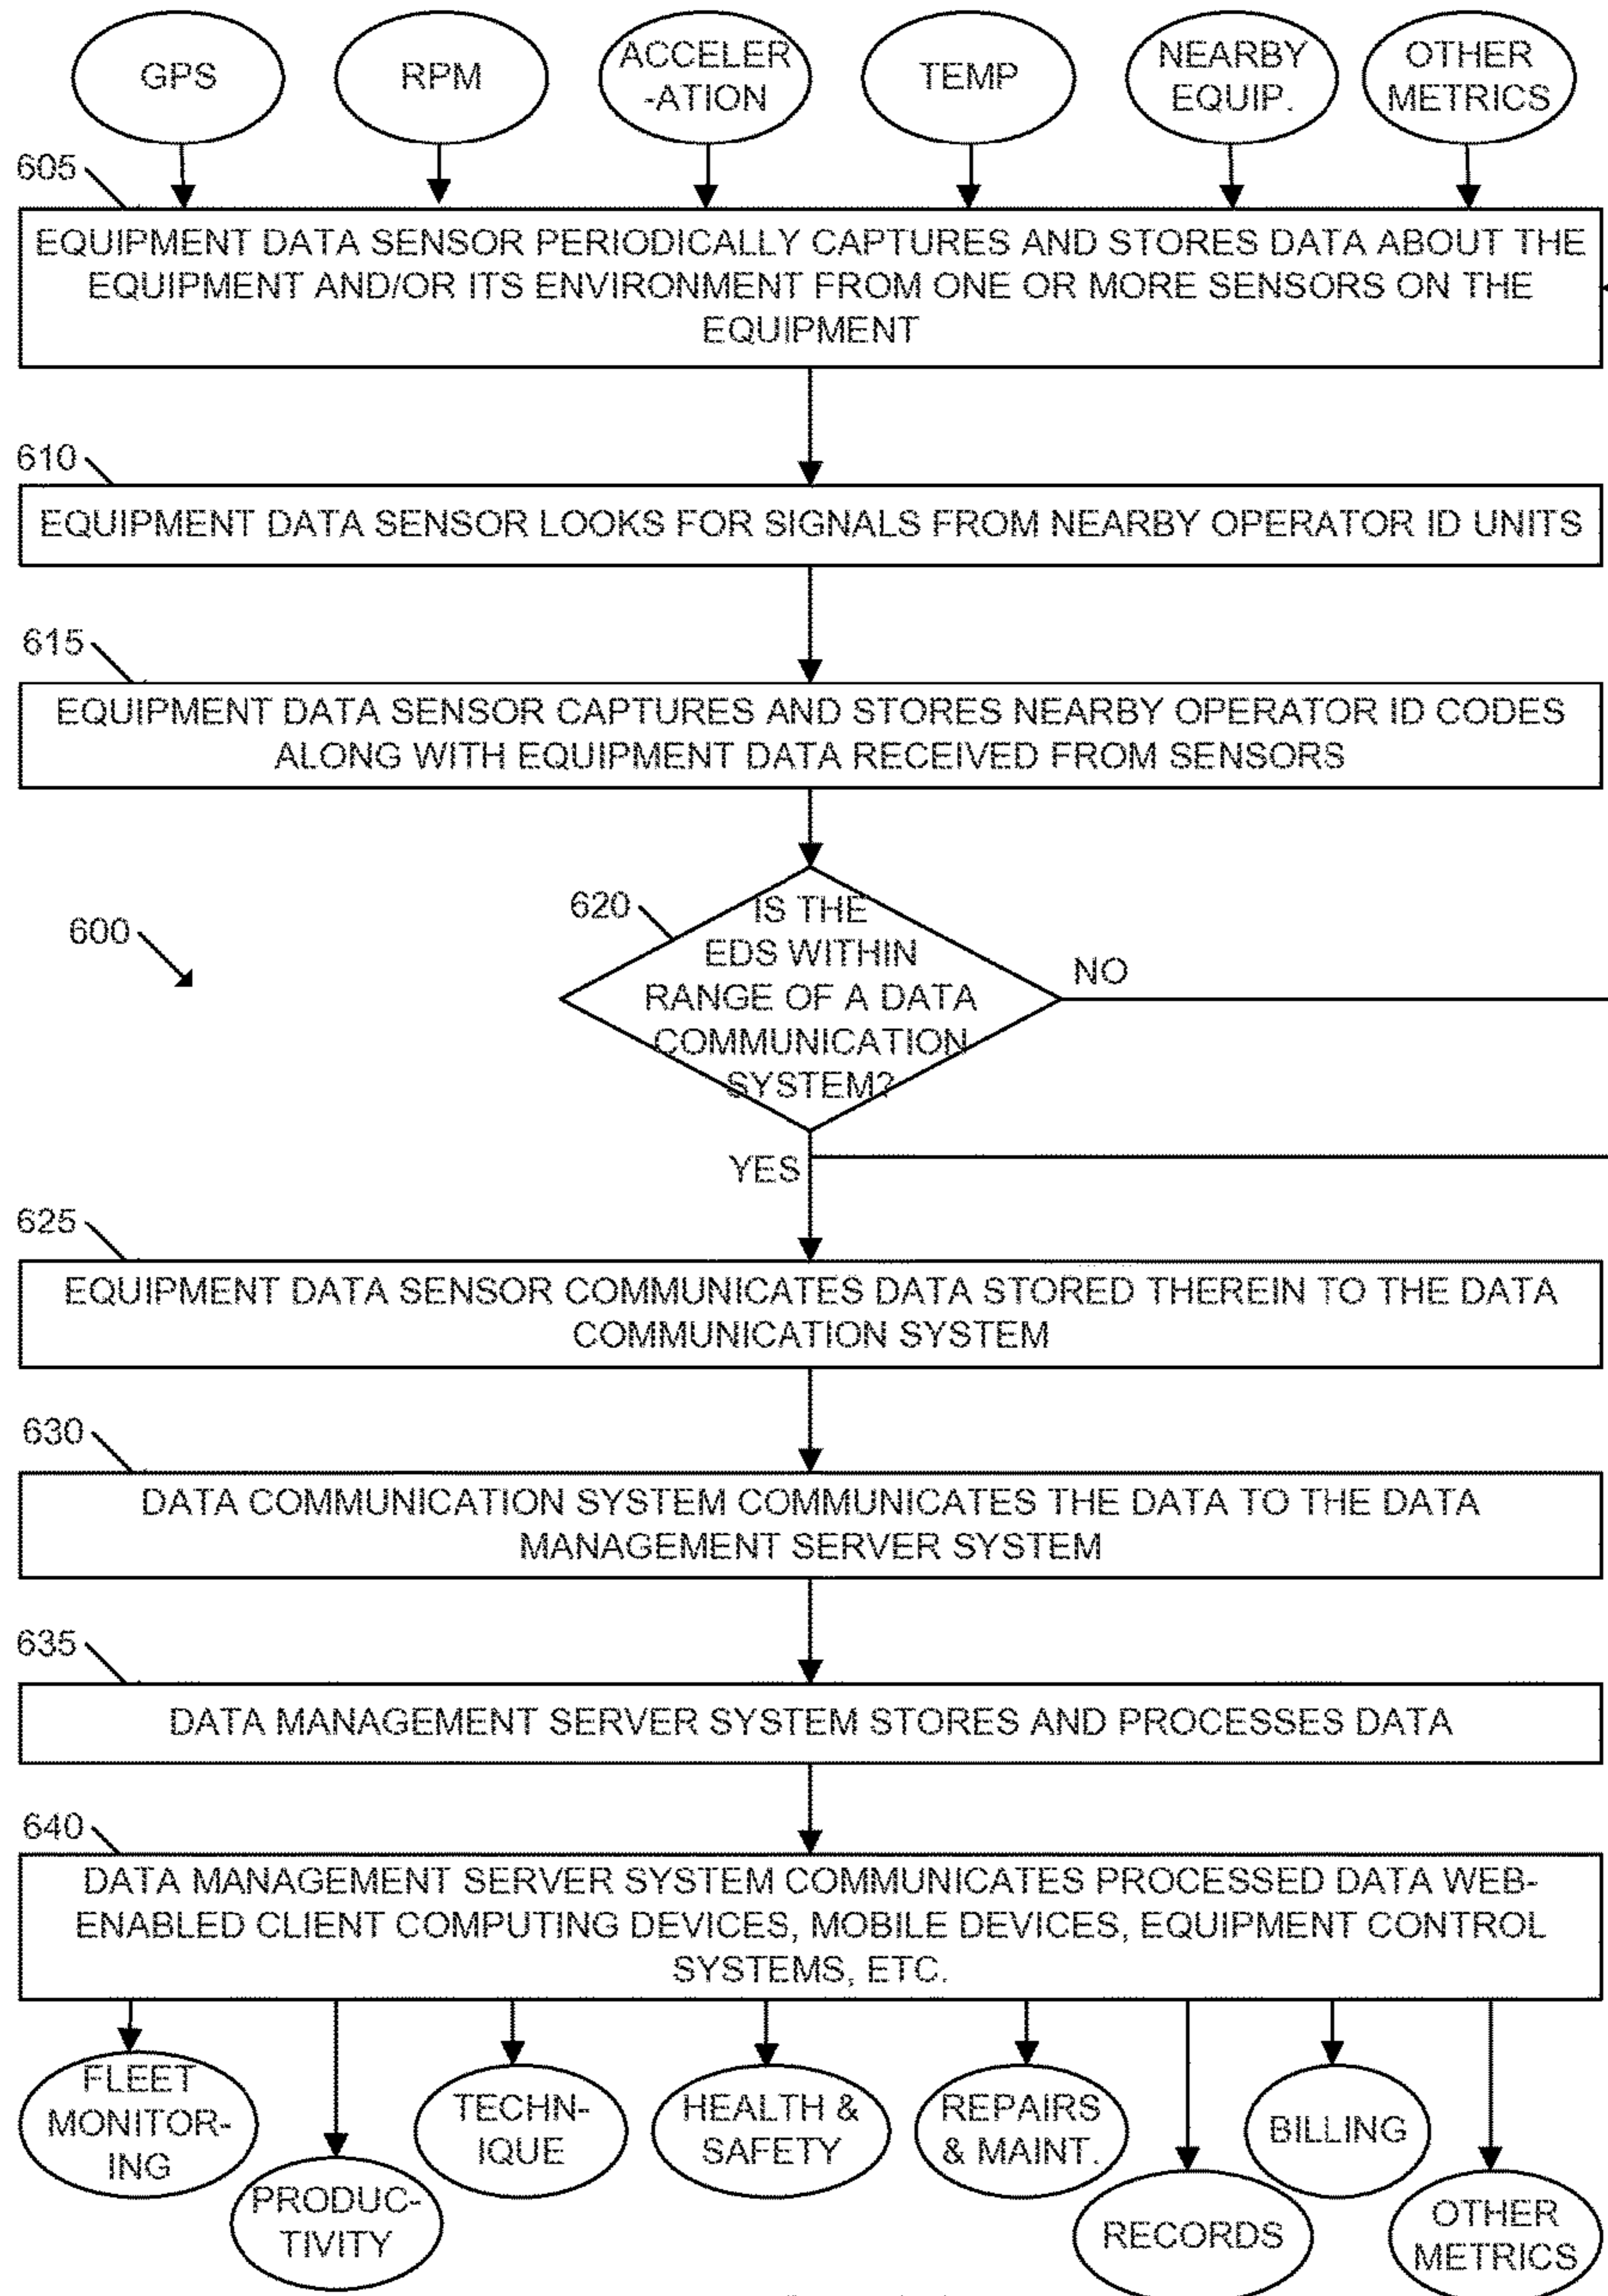 GPS
RPM
ACCELER
-ATION
TEMP
NEARBY
EQUIP.
OTHER
METRICS
605
EQUIPMENT DATA SENSOR PERIODICALLY CAPTURES AND STORES DATA ABOUT THE
EQUIPMENT AND/OR ITS ENVIRONMENT FROM ONE OR MORE SENSORS ON THE
EQUIPMENT
610
EQUIPMENT DATA SENSOR LOOKS FOR SIGNALS FROM NEARBY OPERATOR ID UNITS
615
EQUIPMENT DATA SENSOR CAPTURES AND STORES NEARBY OPERATOR ID CODES
ALONG WITH EQUIPMENT DATA RECEIVED FROM SENSORS
600
620
IS THE
EDS WITHIN
RANGE OF A DATA
COMMUNICATION
SYSTEM?
NO
YES
625
EQUIPMENT DATA SENSOR COMMUNICATES DATA STORED THEREIN TO THE DATA
COMMUNICATION SYSTEM
630
DATA COMMUNICATION SYSTEM COMMUNICATES THE DATA TO THE DATA
MANAGEMENT SERVER SYSTEM
635
DATA MANAGEMENT SERVER SYSTEM STORES AND PROCESSES DATA
640
DATA MANAGEMENT SERVER SYSTEM COMMUNICATES PROCESSED DATA WEB-
ENABLED CLIENT COMPUTING DEVICES, MOBILE DEVICES, EQUIPMENT CONTROL
SYSTEMS, ETC.
FLEET
MONITOR-
ING
PRODUC-
TIVITY
TECHN-
IQUE
HEALTH &
SAFETY
REPAIRS
& MAINT.
RECORDS
BILLING
OTHER
METRICS